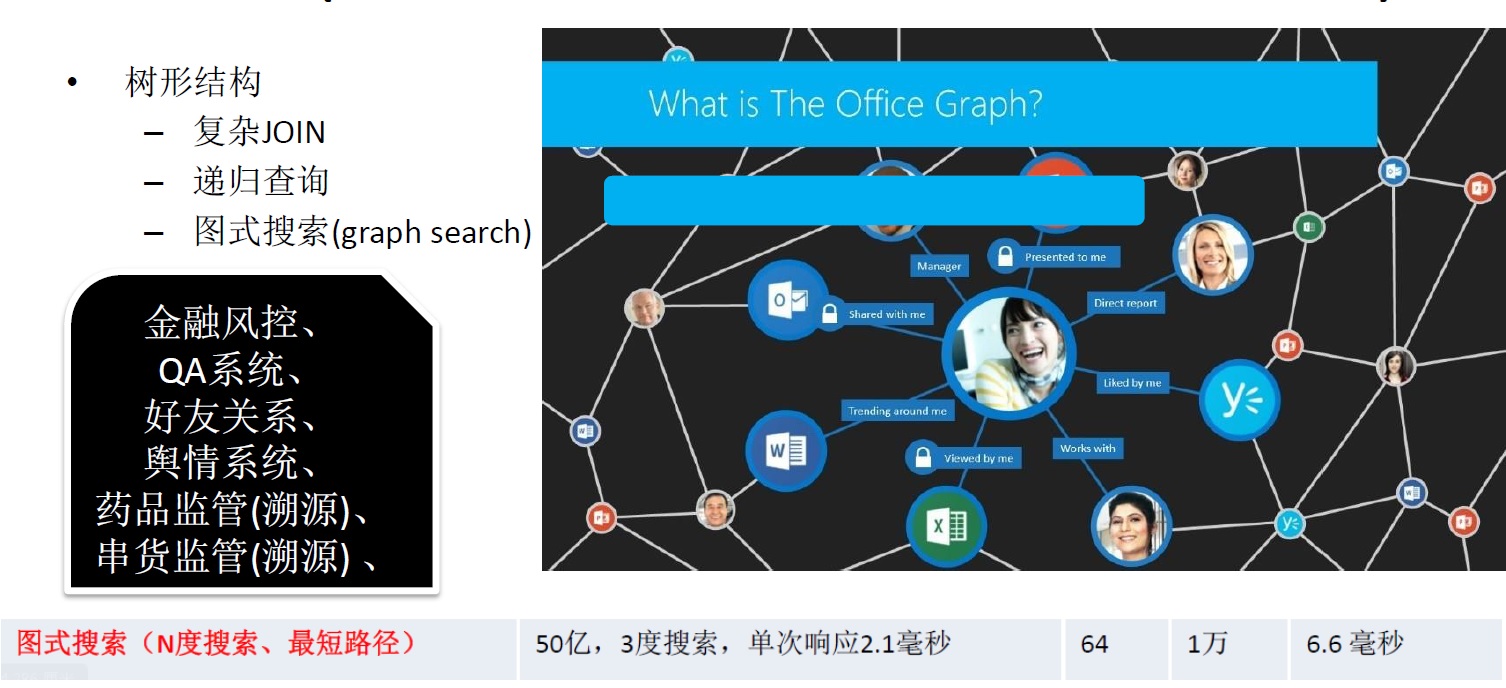 • 树形结构
– 复杂JOIN
– 递归查询
– 图式搜索(graph search)
金融风控、
QA系统、
好友关系、
舆情系统、
药品监管(溯源)、
串货监管(溯源) 、
What is The Office Graph?
Manager
Presented to me
Shared with me
Direct report
Liked by me
Trending around me
Works with
Viewed by me
图式搜索（N度搜索、最短路径） 50亿，3度搜索，单次响应2.1毫秒 64 1万 6.6 毫秒